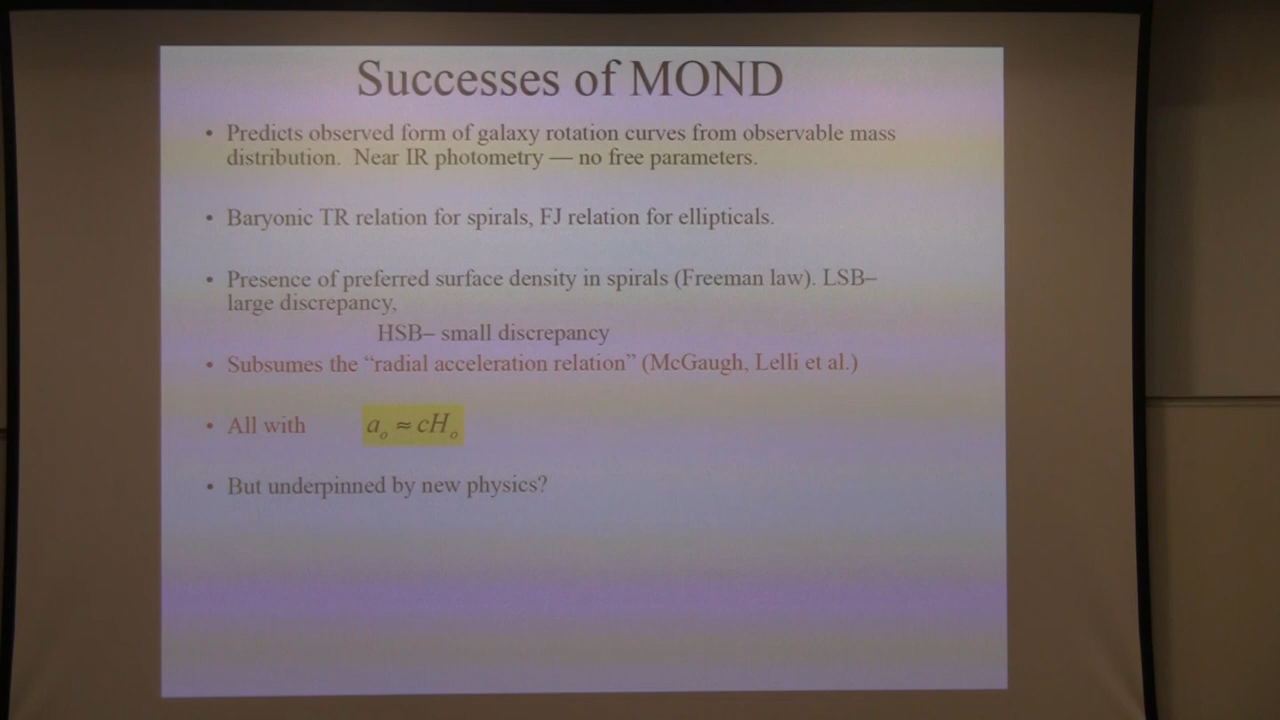 Successes of MOND
• Predicts observed form of galaxy rotation curves from observable mass
distribution. Near IR photometry — no free parameters.
• Baryonic TR relation for spirals, FJ relation for ellipticals.
• Presence of preferred surface density in spirals (Freeman law). LSB–
large discrepancy,
HSB– small discrepancy
• Subsumes the “radial acceleration relation” (McGaugh, Lelli et al.)
• All with a₀ ≈ cH₀
• But underpinned by new physics?